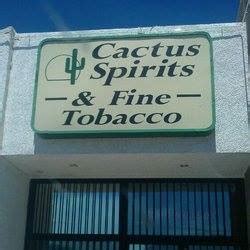 Cactus
Spirits
& Fine
Tobacco